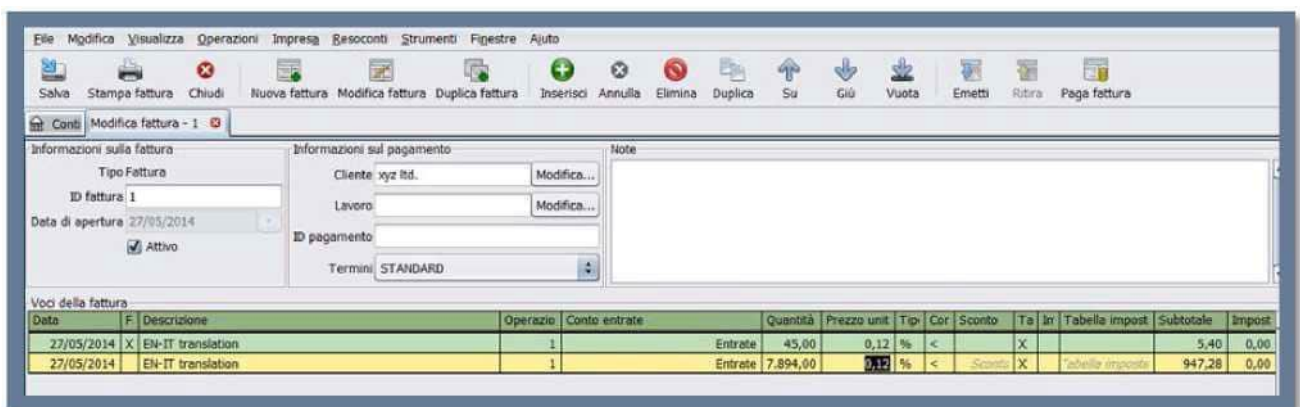 File Modifica Visualizza Operazioni Impresa Resoconti Strumenti Finestre Aiuto
Salva Stampa fattura Chiudi Nuova fattura Modifica fattura Duplica fattura Inserisci Annulla Elimina Duplica Su Giù Vuota Emetti Ritira Paga fattura
Conti Modifica fattura - 1
Informazioni sulla fattura Informazioni sul pagamento Note
Tipo Fattura Cliente xyz ltd. Modifica...
ID fattura 1
Lavoro Modifica...
Data di apertura 27/05/2014
ID pagamento
Attivo
Termini STANDARD
Voci della fattura
Data F Descrizione Operazio Conto entrate Quantità Prezzo unit Tip Cor Sconto Ta Im Tabella impost Subtotale Impost
27/05/2014 X EN-IT translation 1 Entrate 45,00 0,12 % < X 5,40 0,00
27/05/2014 EN-IT translation 1 Entrate 7.894,00 0,12 % < Sconto X Tabella imposte 947,28 0,00